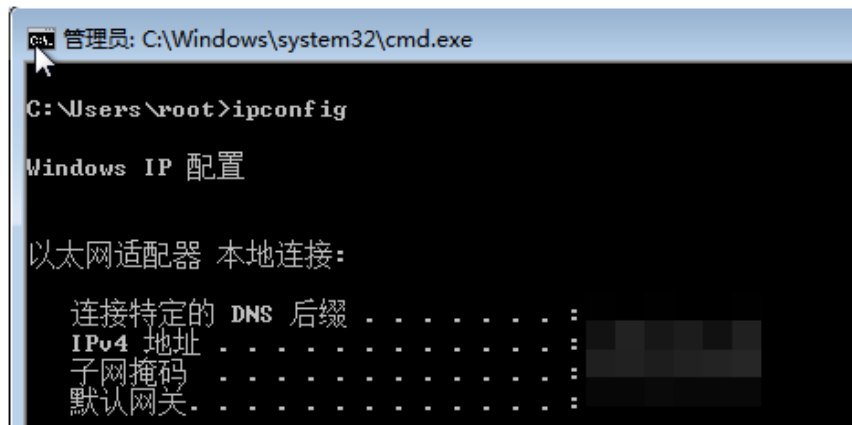 管理员: C:\Windows\system32\cmd.exe
C:\Users\root>ipconfig
Windows IP 配置
以太网适配器 本地连接:
连接特定的 DNS 后缀 . . . . . . . :
IPv4 地址 . . . . . . . . . . . . :
子网掩码 . . . . . . . . . . . . :
默认网关. . . . . . . . . . . . . :